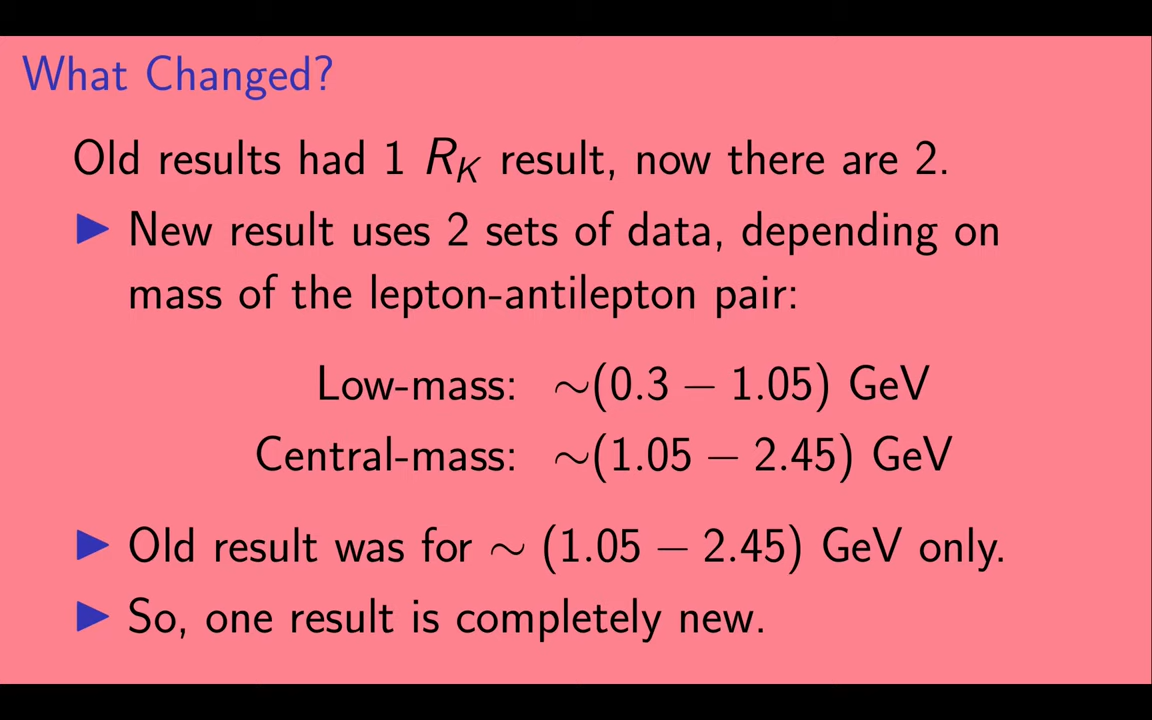 What Changed?
Old results had 1 R_K result, now there are 2.
▶ New result uses 2 sets of data, depending on
mass of the lepton-antilepton pair:
Low-mass: ∼(0.3 − 1.05) GeV
Central-mass: ∼(1.05 − 2.45) GeV
▶ Old result was for ∼ (1.05 − 2.45) GeV only.
▶ So, one result is completely new.